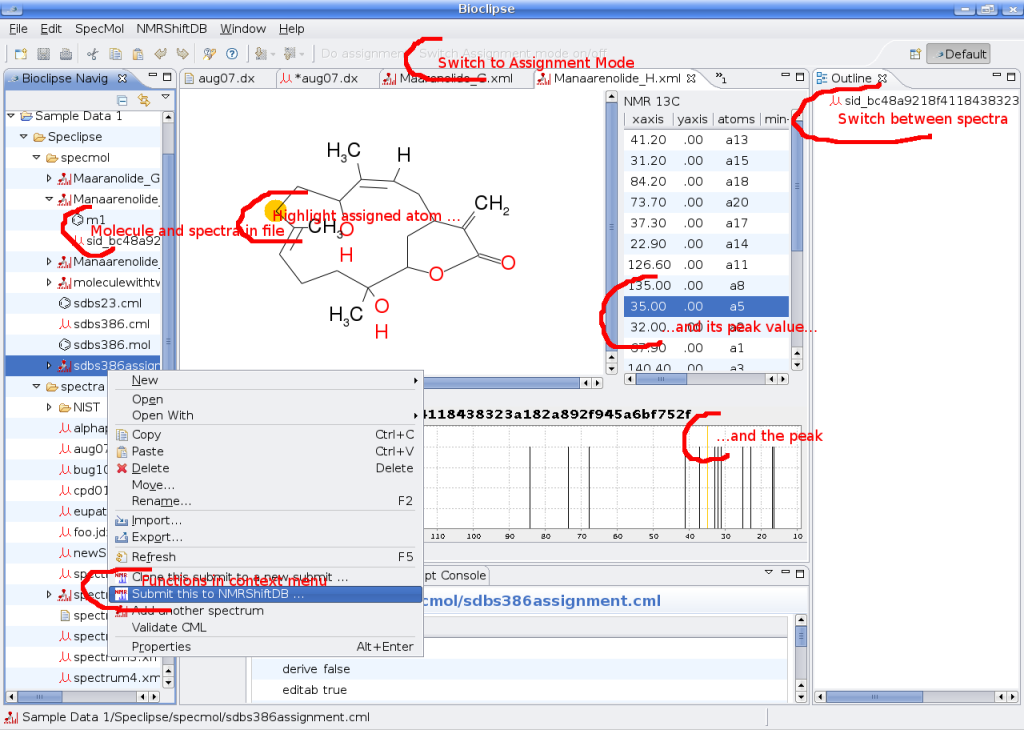 Bioclipse
File Edit SpecMol NMRShiftDB Window Help
Do assignment Switch Assignment mode on/off
Default
Switch to Assignment Mode
Bioclipse Navig
aug07.dx
*aug07.dx
Maaranolide_G.xml
Manaarenolide_H.xml
»1
Outline
Sample Data 1
Speclipse
specmol
Maaranolide_G
Manaarenolide_
m1
sid_bc48a92
Molecule and spectra in file
Manaarenolide_
moleculewithtv
sdbs23.cml
sdbs386.cml
sdbs386.mol
sdbs386assign
spectra
NIST
alphap
aug07
bug10
cpd01
eupat
foo.jd
newS
spectr
spectr
spectr
spectr
spectrum3.xm
spectrum4.xm
H3C
H
CH2
Highlight assigned atom ...
CH3
O
H
O
O
H3C
O
H
NMR 13C
xaxis yaxis atoms min-
41.20 .00 a13
31.20 .00 a15
84.20 .00 a18
73.70 .00 a20
37.30 .00 a17
22.90 .00 a14
126.60 .00 a11
135.00 .00 a8
35.00 .00 a5
32.00 .00 a2
...and its peak value...
67.90 .00 a1
140.40 .00 a3
sid_bc48a9218f4118438323
Switch between spectra
4118438323a182a892f945a6bf752f
...and the peak
110 100 90 80 70 60 50 40 30 20 10
New
Open
Open With
Copy Ctrl+C
Paste Ctrl+V
Delete Delete
Move...
Rename... F2
Import...
Export...
Refresh F5
Clone this submit to a new submit ...
Functions in context menu
Submit this to NMRShiftDB ...
Add another spectrum
Validate CML
Properties Alt+Enter
pt Console
cmol/sdbs386assignment.cml
derive false
editab true
Sample Data 1/Speclipse/specmol/sdbs386assignment.cml